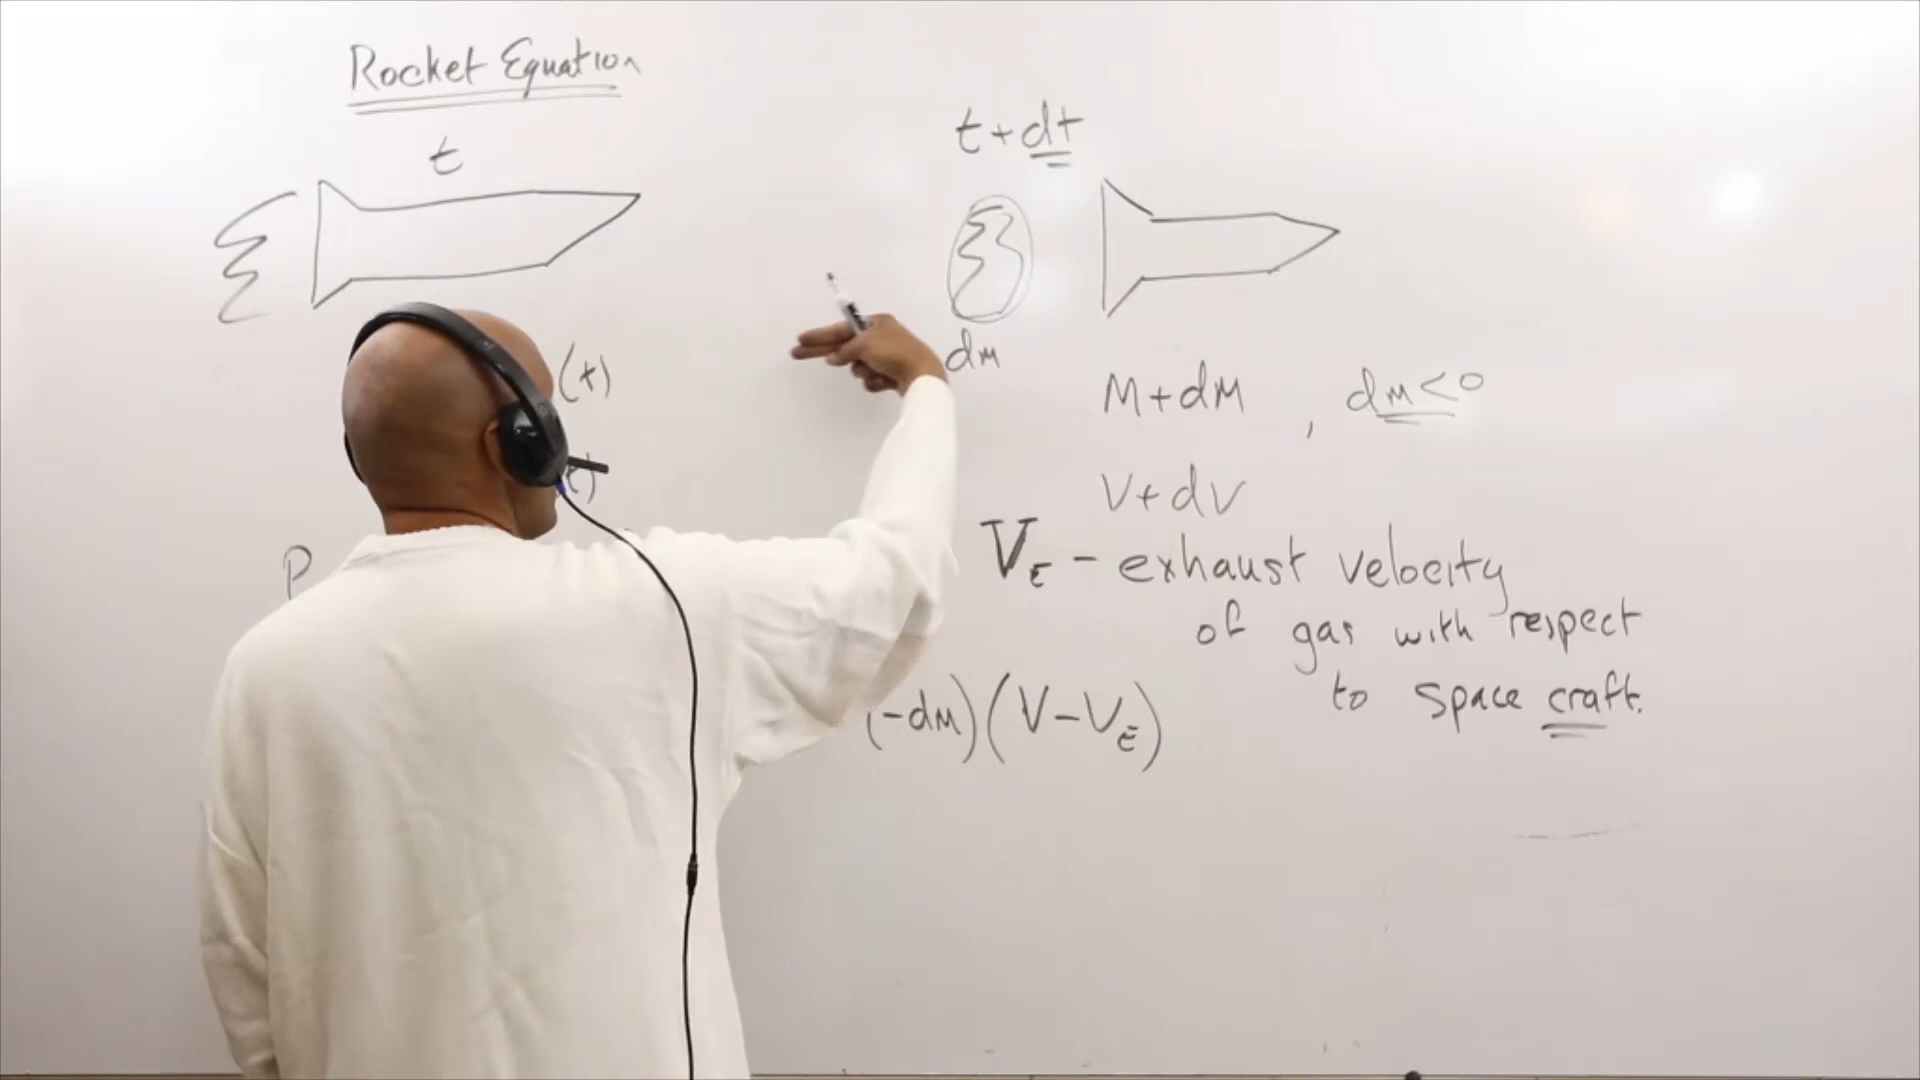 Rocket Equation
t
t+dt
dM
(t)
M+dM , dM<0
V+dV
P
V_E - exhaust velocity
of gas with respect
to space craft.
(-dM)(V-V_E)